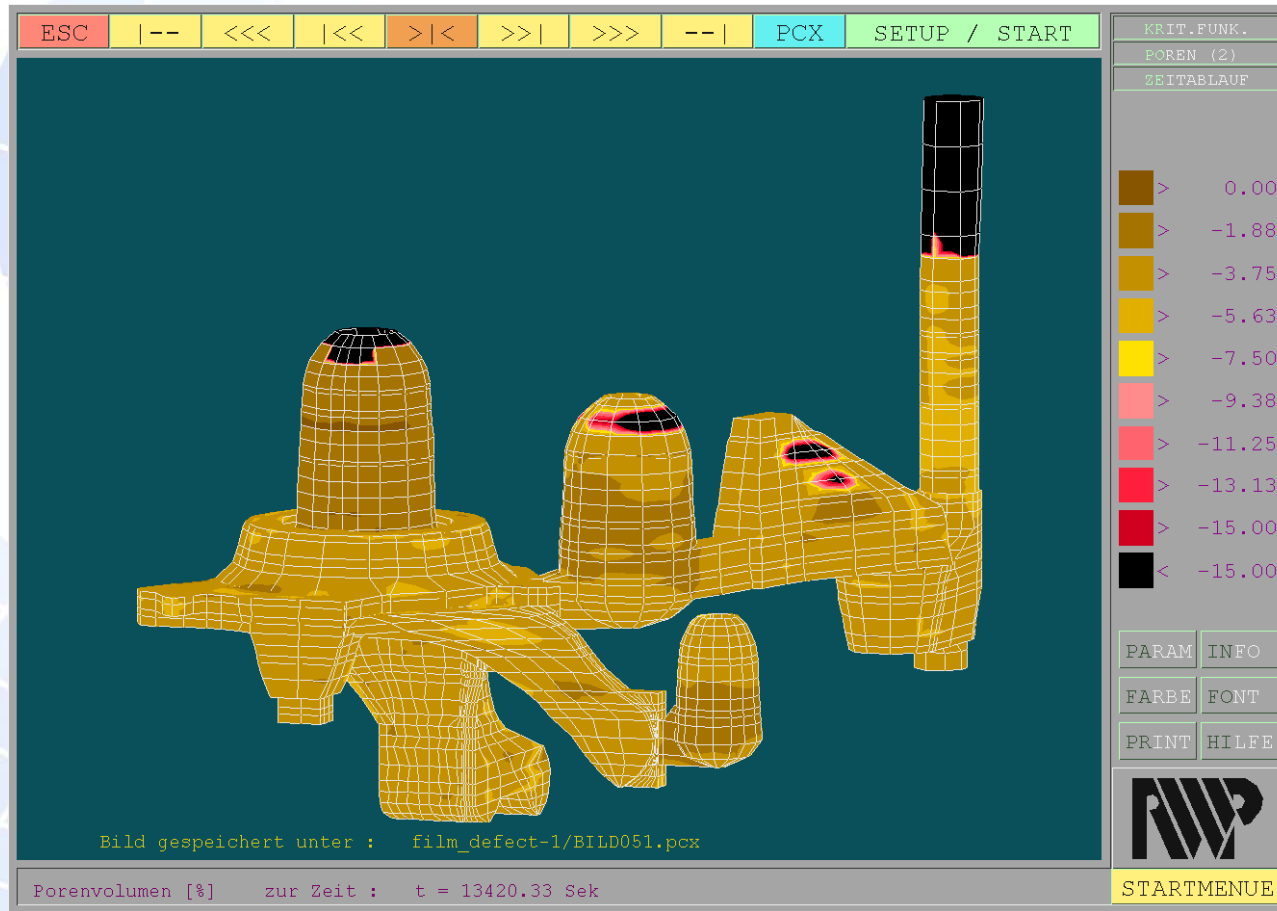 ESC |-- <<< |<< >|< >>| >>> --| PCX SETUP / START
KRIT.FUNK.
POREN (2)
ZEITABLAUF
> 0.00
> -1.88
> -3.75
> -5.63
> -7.50
> -9.38
> -11.25
> -13.13
> -15.00
< -15.00
PARAM INFO
FARBE FONT
PRINT HILFE
RWP
Bild gespeichert unter : film_defect-1/BILD051.pcx
Porenvolumen [%] zur Zeit : t = 13420.33 Sek
STARTMENUE